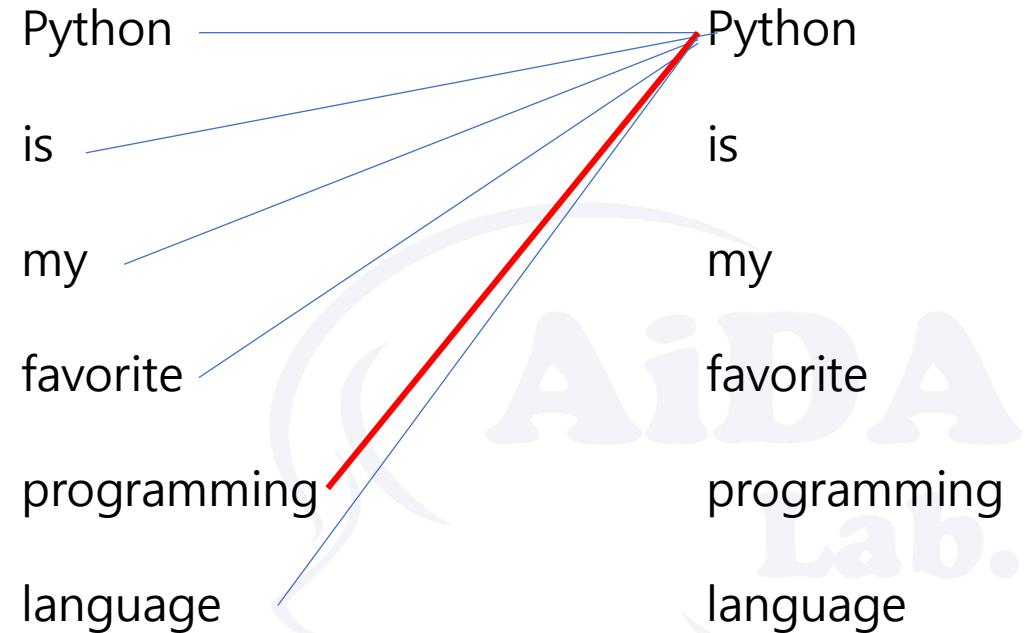 Python Python
is is
my my
favorite favorite
programming programming
language language
AiDA
Lab.